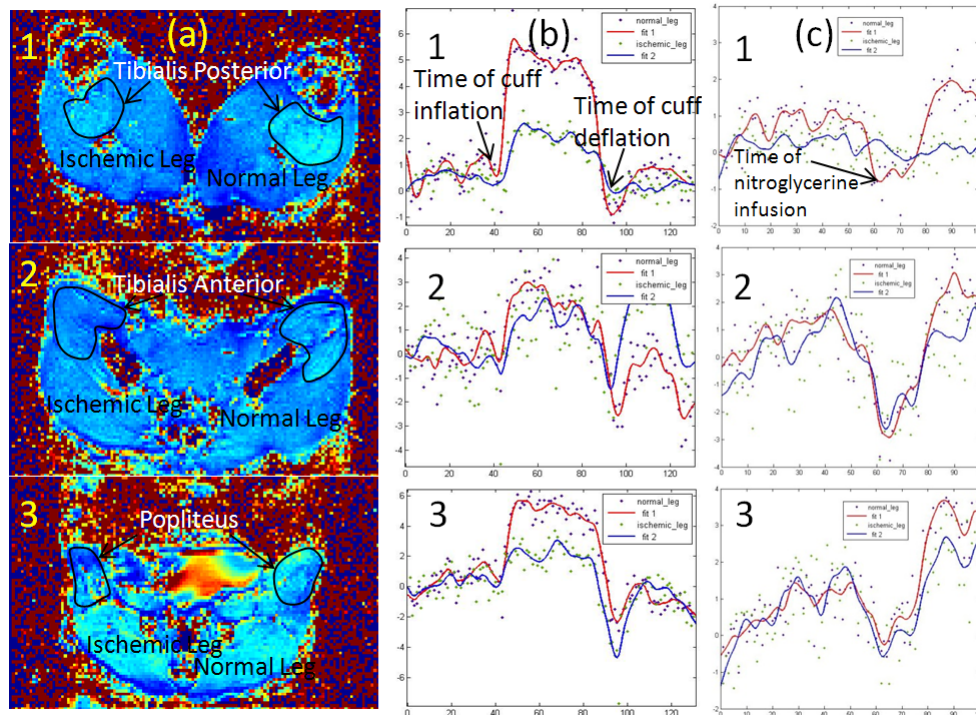 1
(a)
Tibialis Posterior
Ischemic Leg
Normal Leg
2
Tibialis Anterior
Ischemic Leg
Normal Leg
3
Popliteus
Ischemic Leg
Normal Leg
1
(b)
Time of cuff
inflation
Time of cuff
deflation
normal_leg
fit 1
ischemic_leg
fit 2
6
5
4
3
2
1
0
-1
0 20 40 60 80 100 120
2
normal_leg
fit 1
ischemic_leg
fit 2
4
3
2
1
0
-1
-2
-3
-4
0 20 40 60 80 100 120
3
normal_leg
fit 1
ischemic_leg
fit 2
6
4
2
0
-2
-4
-6
0 20 40 60 80 100 120
1
(c)
Time of
nitroglycerine
infusion
normal_leg
fit 1
ischemic_leg
fit 2
4
3
2
1
0
-1
-2
0 10 20 30 40 50 60 70 80 90
2
normal_leg
fit 1
ischemic_leg
fit 2
4
3
2
1
0
-1
-2
-3
-4
0 10 20 30 40 50 60 70 80 90
3
normal_leg
fit 1
ischemic_leg
fit 2
4
3
2
1
0
-1
-2
0 10 20 30 40 50 60 70 80 90